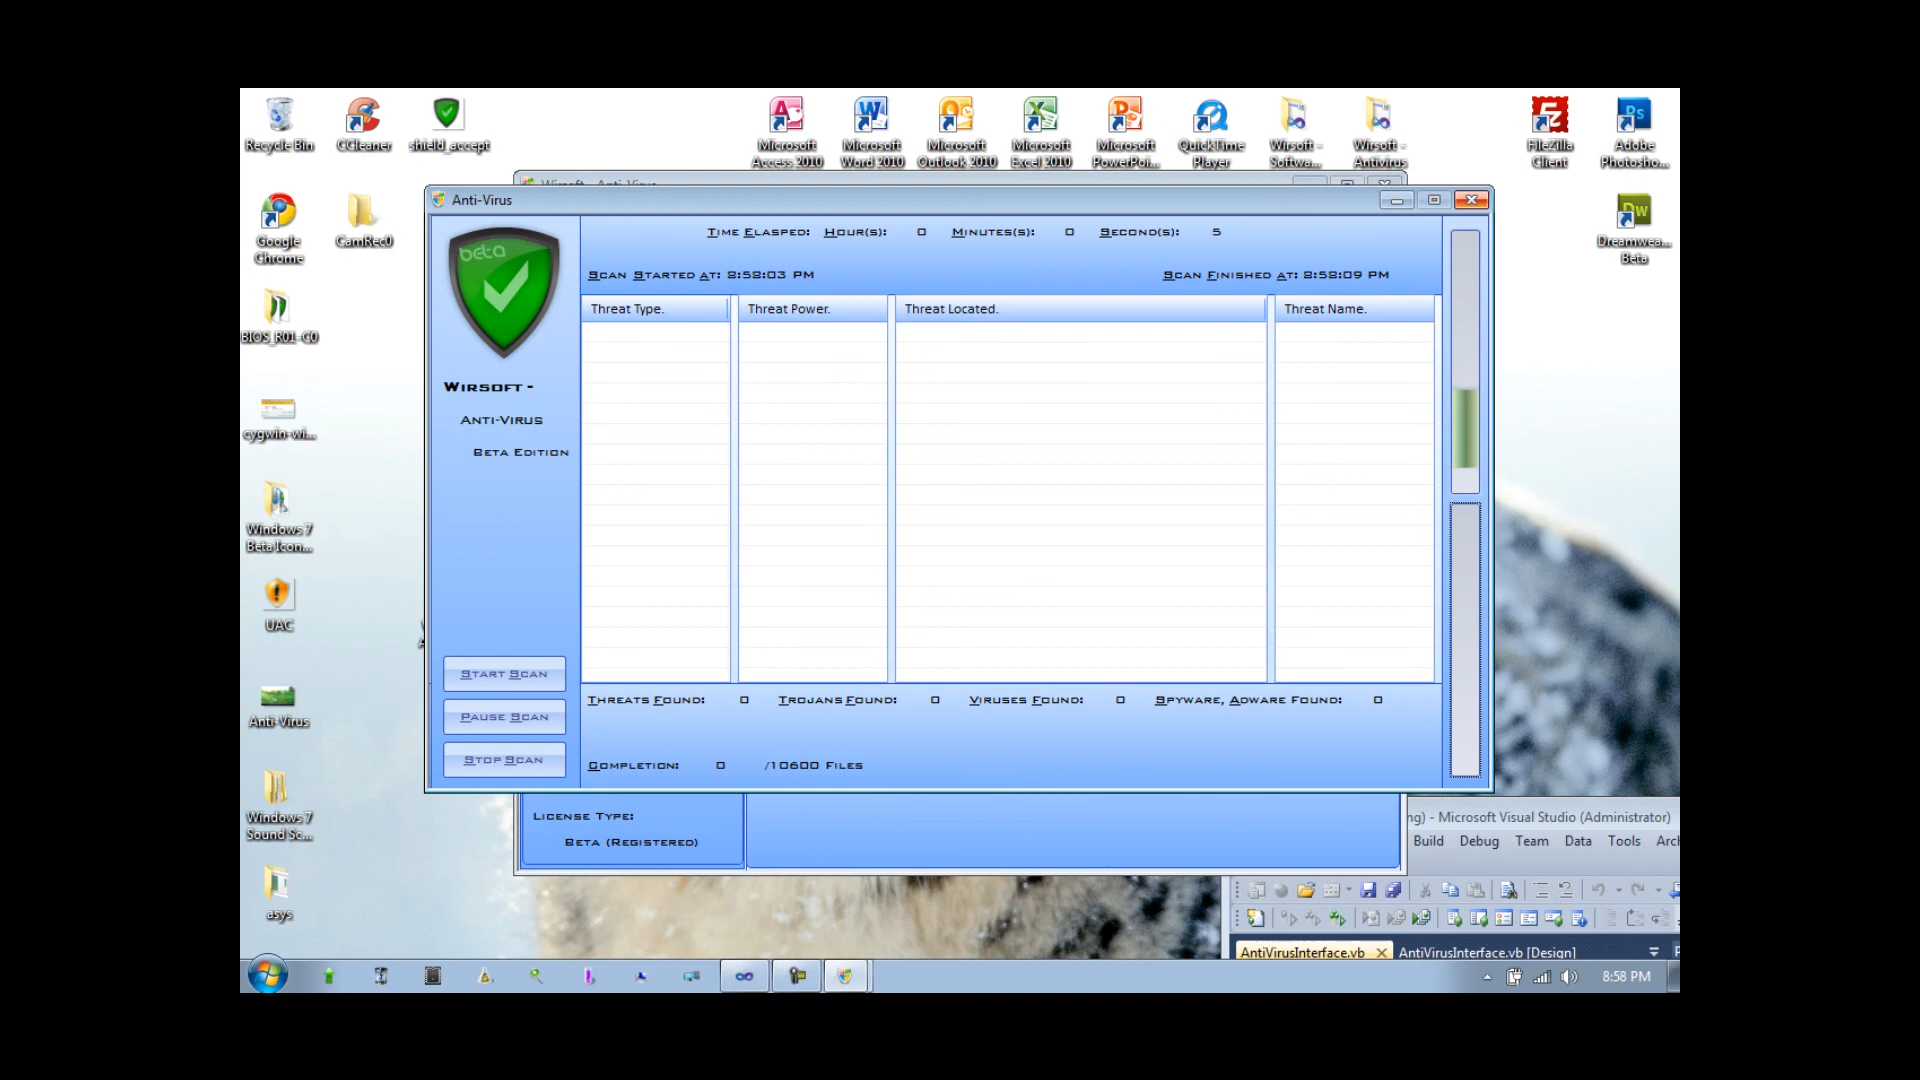 Recycle Bin
CCleaner
shield_accept
Microsoft Access 2010
Microsoft Word 2010
Microsoft Outlook 2010
Microsoft Excel 2010
Microsoft PowerPoi...
QuickTime Player
Wirsoft - Softwa...
Wirsoft - Antivirus
FileZilla Client
Adobe Photosho...
Wirsoft - Anti-Virus
Anti-Virus
Google Chrome
CamRec0
Dreamwea... Beta
beta
Time Elasped: Hour(s): 0 Minutes(s): 0 Second(s): 5
Scan Started At: 8:58:03 PM
Scan Finished At: 8:58:09 PM
Threat Type.
Threat Power.
Threat Located.
Threat Name.
BIOS_R01-C0
Wirsoft -
Anti-Virus
Beta Edition
cygwin-wi...
Windows 7 Beta Icon...
UAC
Start Scan
Pause Scan
Stop Scan
Threats Found: 0 Trojans Found: 0 Viruses Found: 0 Spyware, Adware Found: 0
Completion: 0 /10600 Files
Anti-Virus
Windows 7 Sound Sc...
asys
License Type:
Beta (Registered)
ng) - Microsoft Visual Studio (Administrator)
Build Debug Team Data Tools Arch
AntiVirusInterface.vb
AntiVirusInterface.vb [Design]
8:58 PM